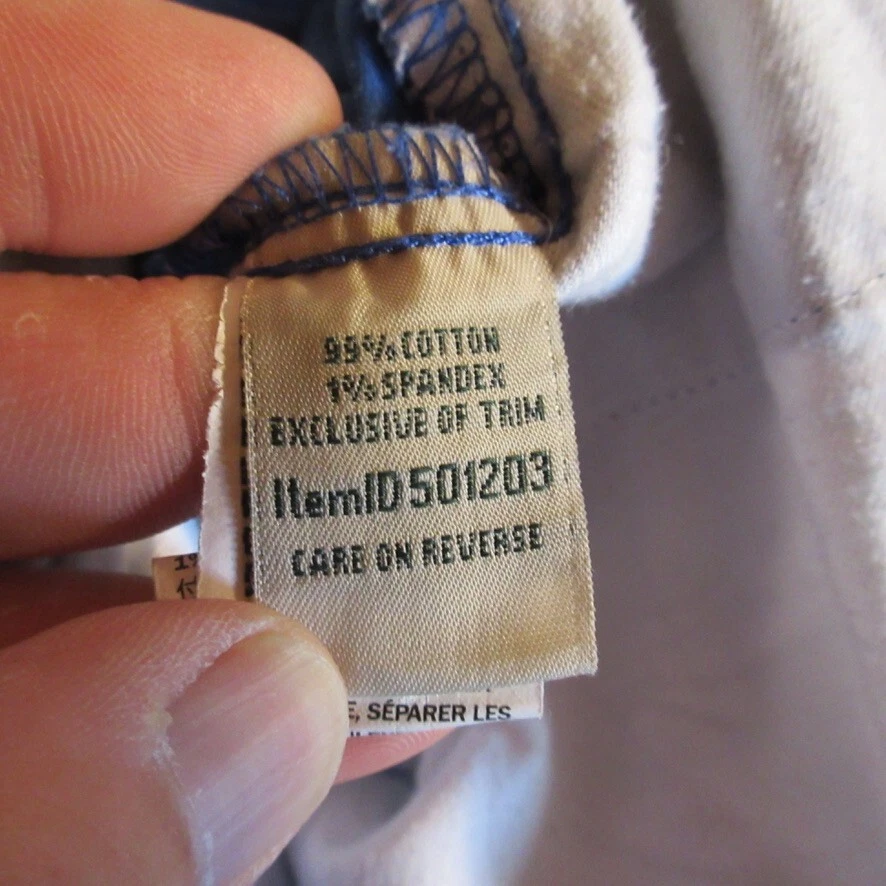 99% COTTON
1% SPANDEX
EXCLUSIVE OF TRIM
ItemID 501203
CARE ON REVERSE
, SÉPARER LES